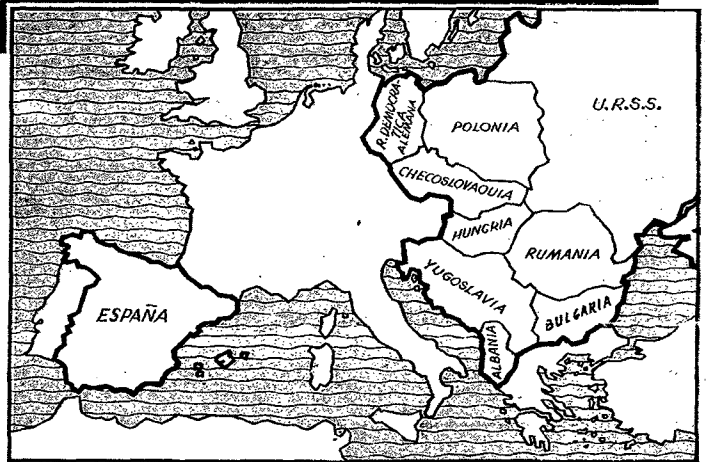 R. DEMOCRA-
TICA
ALEMANA
POLONIA
U.R.S.S.
CHECOSLOVAQUIA
HUNGRIA
RUMANIA
YUGOSLAVIA
BULGARIA
ALBANIA
ESPAÑA